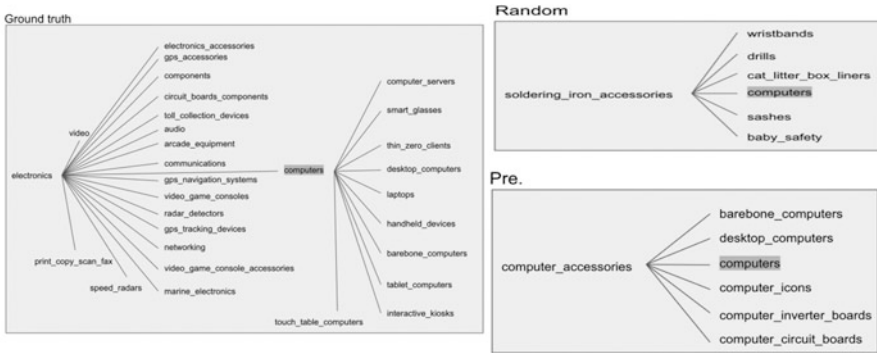 Ground truth
electronics_accessories
gps_accessories
components
circuit_boards_components
toll_collection_devices
audio
video
arcade_equipment
communications
electronics
gps_navigation_systems
video_game_consoles
radar_detectors
gps_tracking_devices
networking
print_copy_scan_fax
video_game_console_accessories
speed_radars
marine_electronics
computers
computer_servers
smart_glasses
thin_zero_clients
desktop_computers
laptops
handheld_devices
barebone_computers
tablet_computers
interactive_kiosks
touch_table_computers
Random
soldering_iron_accessories
wristbands
drills
cat_litter_box_liners
computers
sashes
baby_safety
Pre.
computer_accessories
barebone_computers
desktop_computers
computers
computer_icons
computer_inverter_boards
computer_circuit_boards